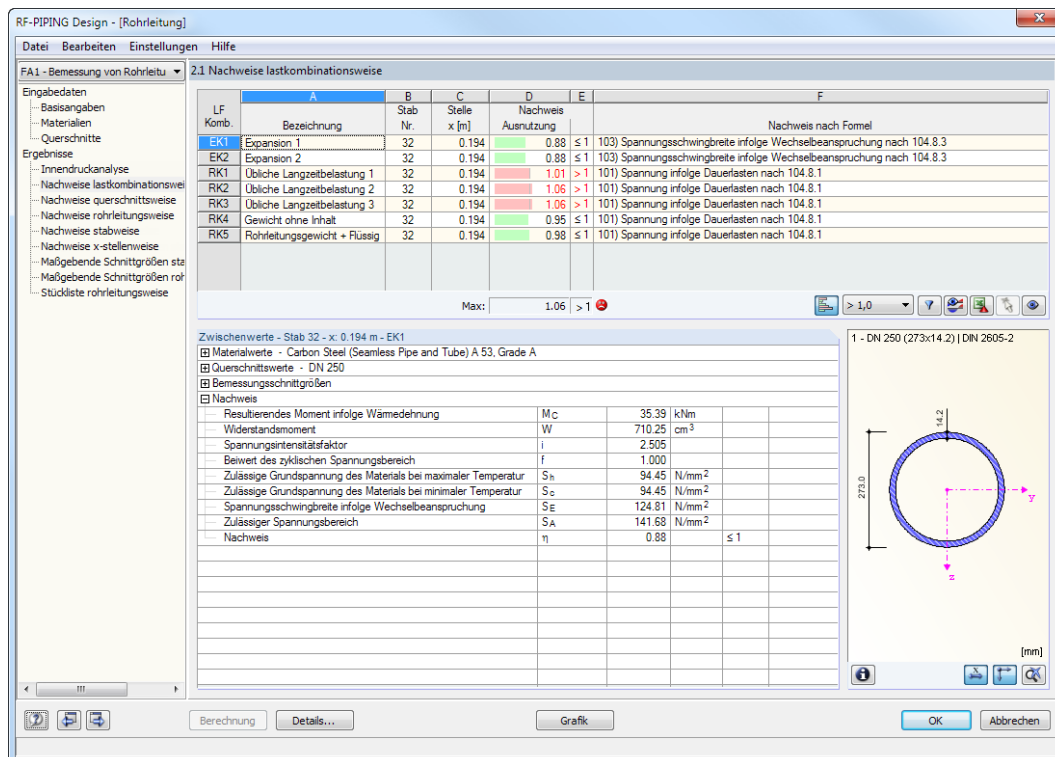 RF-PIPING Design - [Rohrleitung]
Datei Bearbeiten Einstellungen Hilfe
FA1 - Bemessung von Rohrleitu
2.1 Nachweise lastkombinationsweise
Eingabedaten
Basisangaben
Materialien
Querschnitte
Ergebnisse
Innendruckanalyse
Nachweise lastkombinationswei
Nachweise querschnittsweise
Nachweise rohrleitungsweise
Nachweise stabweise
Nachweise x-stellenweise
Maßgebende Schnittgrößen sta
Maßgebende Schnittgrößen roh
Stückliste rohrleitungsweise
A B C D E F
LF Stab Stelle Nachweis
Komb. Bezeichnung Nr. x [m] Ausnutzung Nachweis nach Formel
EK1 Expansion 1 32 0.194 0.88 ≤ 1 103) Spannungsschwingbreite infolge Wechselbeanspruchung nach 104.8.3
EK2 Expansion 2 32 0.194 0.88 ≤ 1 103) Spannungsschwingbreite infolge Wechselbeanspruchung nach 104.8.3
RK1 Übliche Langzeitbelastung 1 32 0.194 1.01 > 1 101) Spannung infolge Dauerlasten nach 104.8.1
RK2 Übliche Langzeitbelastung 2 32 0.194 1.06 > 1 101) Spannung infolge Dauerlasten nach 104.8.1
RK3 Übliche Langzeitbelastung 3 32 0.194 1.06 > 1 101) Spannung infolge Dauerlasten nach 104.8.1
RK4 Gewicht ohne Inhalt 32 0.194 0.95 ≤ 1 101) Spannung infolge Dauerlasten nach 104.8.1
RK5 Rohrleitungsgewicht + Flüssig 32 0.194 0.98 ≤ 1 101) Spannung infolge Dauerlasten nach 104.8.1
Max: 1.06 > 1
> 1,0
Zwischenwerte - Stab 32 - x: 0.194 m - EK1
Materialwerte - Carbon Steel (Seamless Pipe and Tube) A 53, Grade A
Querschnittswerte - DN 250
Bemessungsschnittgrößen
Nachweis
Resultierendes Moment infolge Wärmedehnung MC 35.39 kNm
Widerstandsmoment W 710.25 cm³
Spannungsintensitätsfaktor i 2.505
Beiwert des zyklischen Spannungsbereich f 1.000
Zulässige Grundspannung des Materials bei maximaler Temperatur Sh 94.45 N/mm²
Zulässige Grundspannung des Materials bei minimaler Temperatur Sc 94.45 N/mm²
Spannungsschwingbreite infolge Wechselbeanspruchung SE 124.81 N/mm²
Zulässiger Spannungsbereich SA 141.68 N/mm²
Nachweis η 0.88 ≤ 1
1 - DN 250 (273x14.2) | DIN 2605-2
14.2
273.0
y
z
[mm]
Berechnung Details... Grafik OK Abbrechen